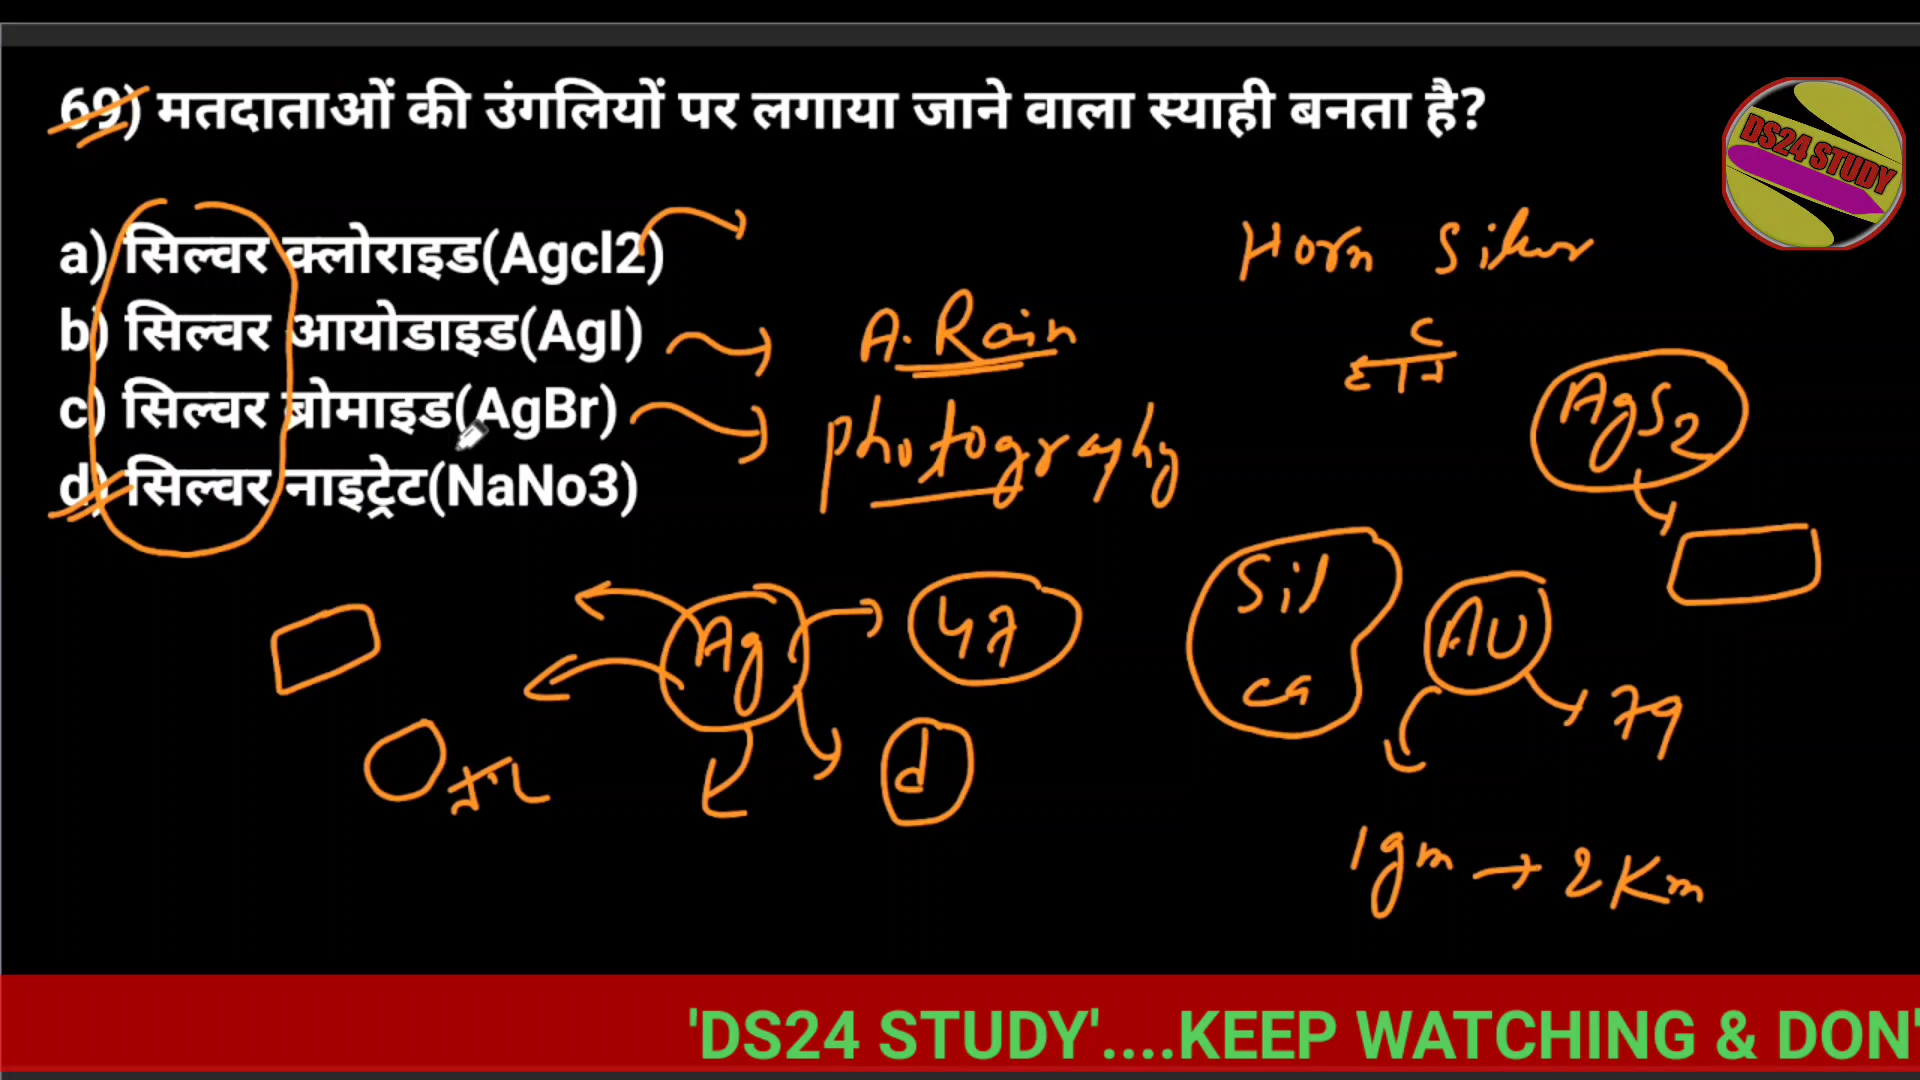 69) मतदाताओं की उंगलियों पर लगाया जाने वाला स्याही बनता है?
DS24 STUDY
a) सिल्वर क्लोराइड(Agcl2)
b) सिल्वर आयोडाइड(AgI)
c) सिल्वर ब्रोमाइड(AgBr)
d) सिल्वर नाइट्रेट(NaNo3)
Horn Silver
A. Rain
C
photography
AgS2
Ag
47
d
Sil
ca
AU
79
1gm → 2Km
'DS24 STUDY'....KEEP WATCHING & DON'